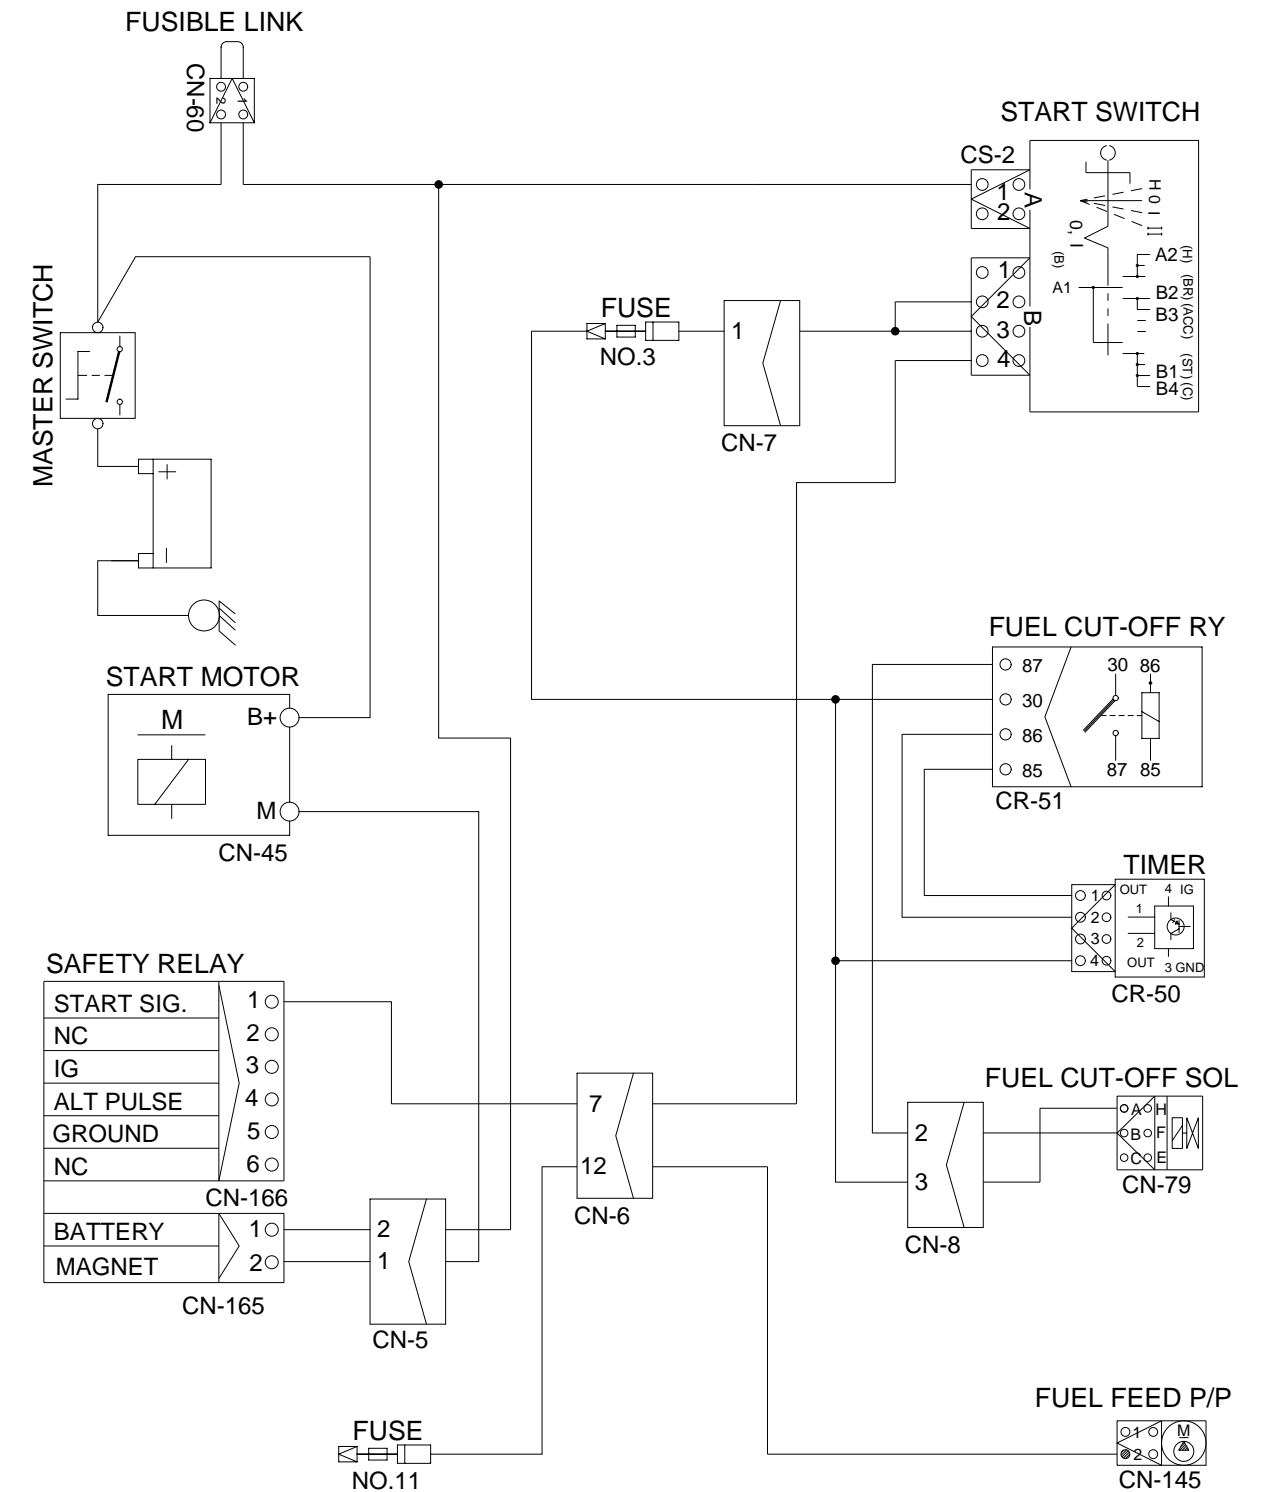 FUSIBLE LINK
CN-60
2 1
START SWITCH
CS-2
1
2
A
H O I II
0, I
(B)
A1
A2 (H)
B2 (BR)
B3 (ACC)
B1 (ST)
B4 (C)
1
2
3
4
B
MASTER SWITCH
FUSE
NO.3
1
CN-7
+
START MOTOR
M
B+
M
CN-45
FUEL CUT-OFF RY
87
30
86
85
30 86
87 85
CR-51
TIMER
1
2
3
4
OUT 4 IG
1
2
OUT 3 GND
CR-50
SAFETY RELAY
START SIG. 1
NC 2
IG 3
ALT PULSE 4
GROUND 5
NC 6
CN-166
BATTERY 1
MAGNET 2
CN-165
2
1
CN-5
7
12
CN-6
FUEL CUT-OFF SOL
2
3
CN-8
A H
B F
C E
CN-79
FUSE
NO.11
FUEL FEED P/P
1
2
M
CN-145